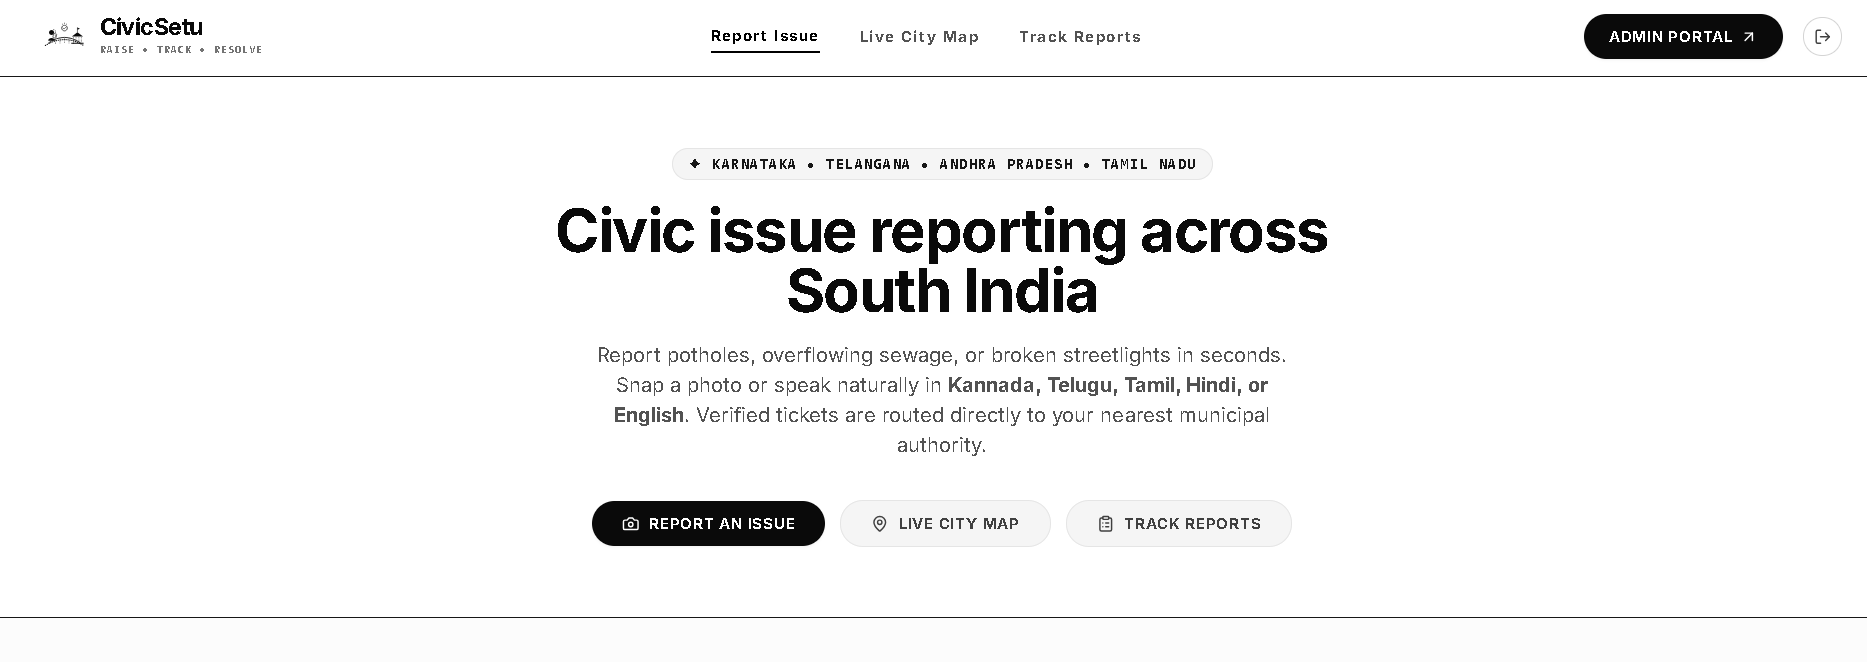 CivicSetu
RAISE • TRACK • RESOLVE
Report Issue
Live City Map
Track Reports
ADMIN PORTAL
✦ KARNATAKA • TELANGANA • ANDHRA PRADESH • TAMIL NADU
Civic issue reporting across
South India
Report potholes, overflowing sewage, or broken streetlights in seconds.
Snap a photo or speak naturally in Kannada, Telugu, Tamil, Hindi, or
English. Verified tickets are routed directly to your nearest municipal
authority.
REPORT AN ISSUE
LIVE CITY MAP
TRACK REPORTS